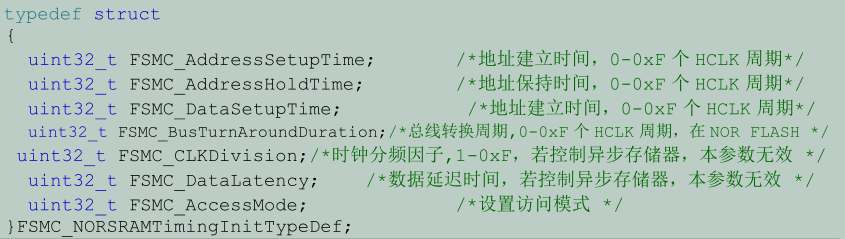 typedef struct
{
uint32_t FSMC_AddressSetupTime; /*地址建立时间，0-0xF 个 HCLK 周期*/
uint32_t FSMC_AddressHoldTime; /*地址保持时间，0-0xF 个 HCLK 周期*/
uint32_t FSMC_DataSetupTime; /*地址建立时间，0-0xF 个 HCLK 周期*/
uint32_t FSMC_BusTurnAroundDuration;/*总线转换周期,0-0xF 个 HCLK 周期，在 NOR FLASH */
uint32_t FSMC_CLKDivision;/*时钟分频因子,1-0xF，若控制异步存储器，本参数无效 */
uint32_t FSMC_DataLatency; /*数据延迟时间，若控制异步存储器，本参数无效 */
uint32_t FSMC_AccessMode; /*设置访问模式 */
}FSMC_NORSRAMTimingInitTypeDef;